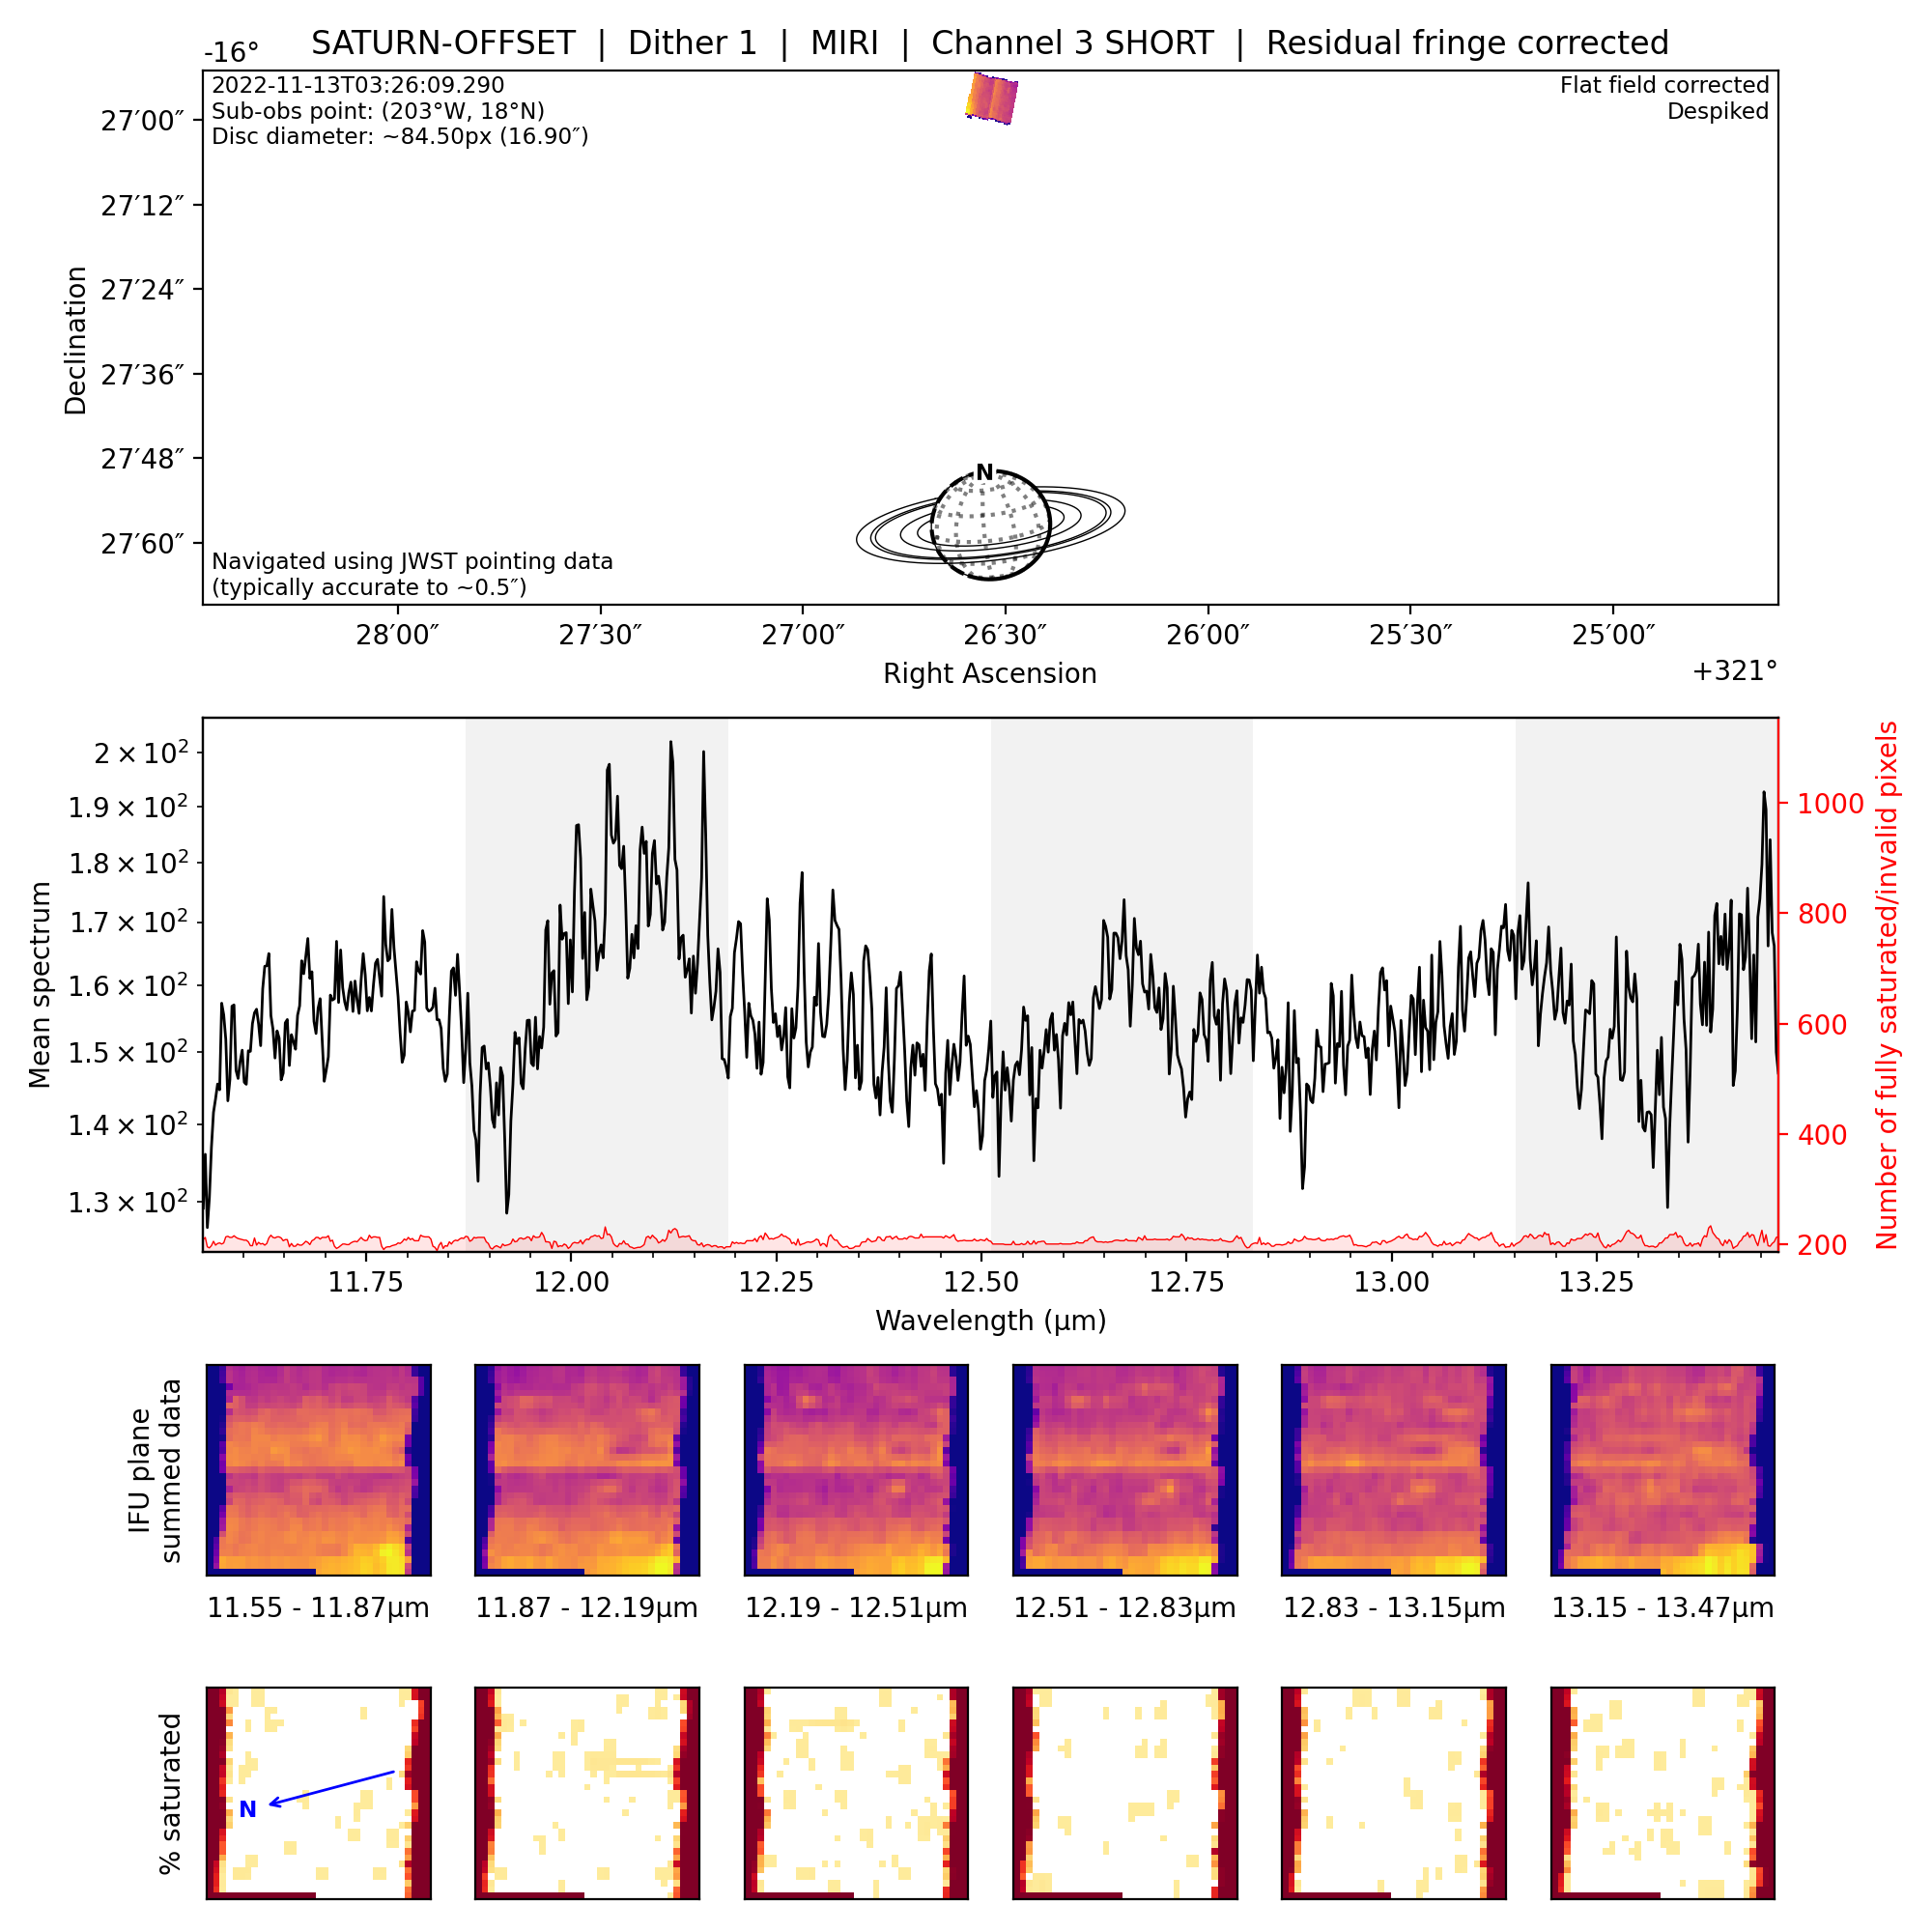 SATURN-OFFSET | Dither 1 | MIRI | Channel 3 SHORT | Residual fringe corrected
-16°
2022-11-13T03:26:09.290
Sub-obs point: (203°W, 18°N)
Disc diameter: ~84.50px (16.90″)
Flat field corrected
Despiked
27′00″
27′12″
27′24″
27′36″
27′48″
27′60″
Declination
N
Navigated using JWST pointing data
(typically accurate to ~0.5″)
28′00″ 27′30″ 27′00″ 26′30″ 26′00″ 25′30″ 25′00″
Right Ascension
+321°
2 × 10²
1.9 × 10²
1.8 × 10²
1.7 × 10²
1.6 × 10²
1.5 × 10²
1.4 × 10²
1.3 × 10²
Mean spectrum
1000
800
600
400
200
Number of fully saturated/invalid pixels
11.75 12.00 12.25 12.50 12.75 13.00 13.25
Wavelength (µm)
IFU plane
summed data
11.55 - 11.87µm 11.87 - 12.19µm 12.19 - 12.51µm 12.51 - 12.83µm 12.83 - 13.15µm 13.15 - 13.47µm
% saturated
N